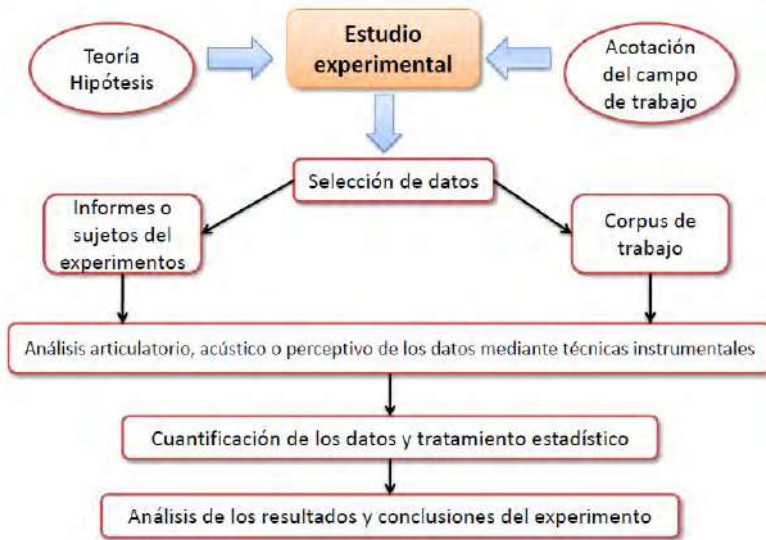 Teoría
Hipótesis
Estudio
experimental
Acotación
del campo
de trabajo
Selección de datos
Informes o
sujetos del
experimentos
Corpus de
trabajo
Análisis articulatorio, acústico o perceptivo de los datos mediante técnicas instrumentales
Cuantificación de los datos y tratamiento estadístico
Análisis de los resultados y conclusiones del experimento